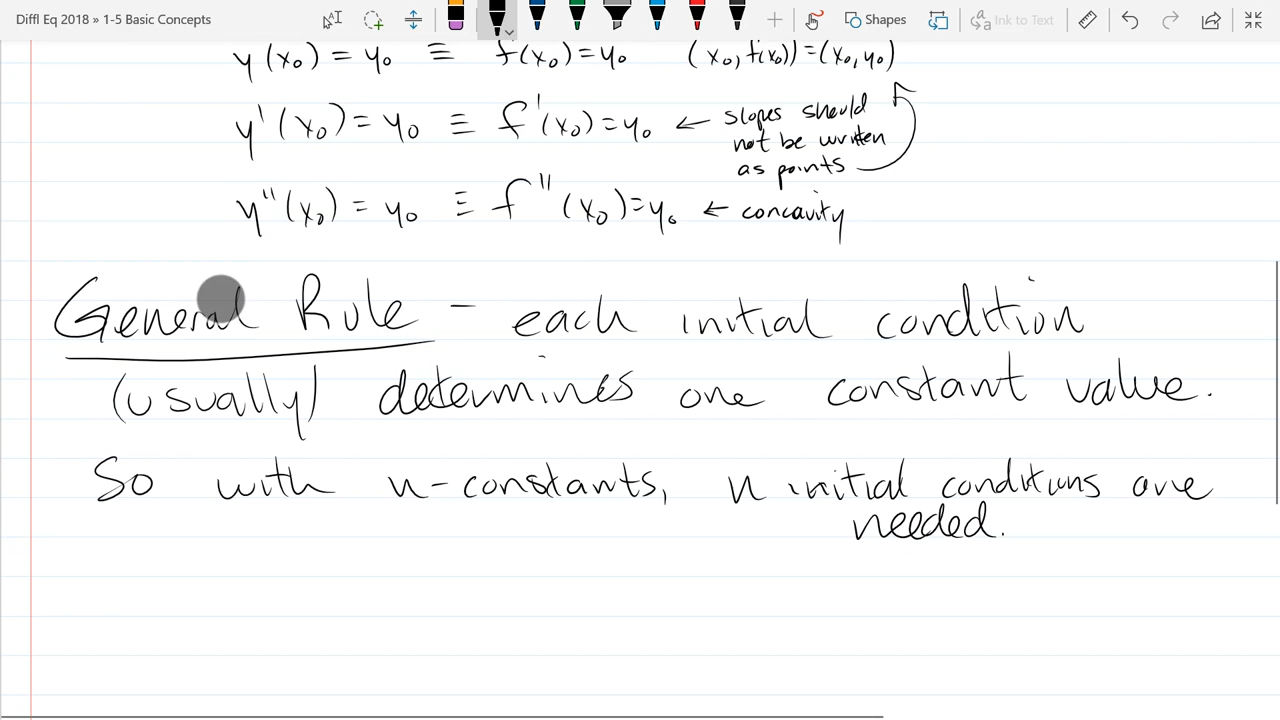 Diffl Eq 2018 » 1-5 Basic Concepts
Shapes
Ink to Text
y(x₀) = y₀ ≡ f(x₀)=y₀ (x₀, f(x₀))=(x₀, y₀)
y'(x₀) = y₀ ≡ f'(x₀)=y₀ ← slopes should
not be written
as points
y''(x₀) = y₀ ≡ f''(x₀)=y₀ ← concavity
General Rule - each initial condition
(usually) determines one constant value.
So with n-constants, n initial conditions are
needed.